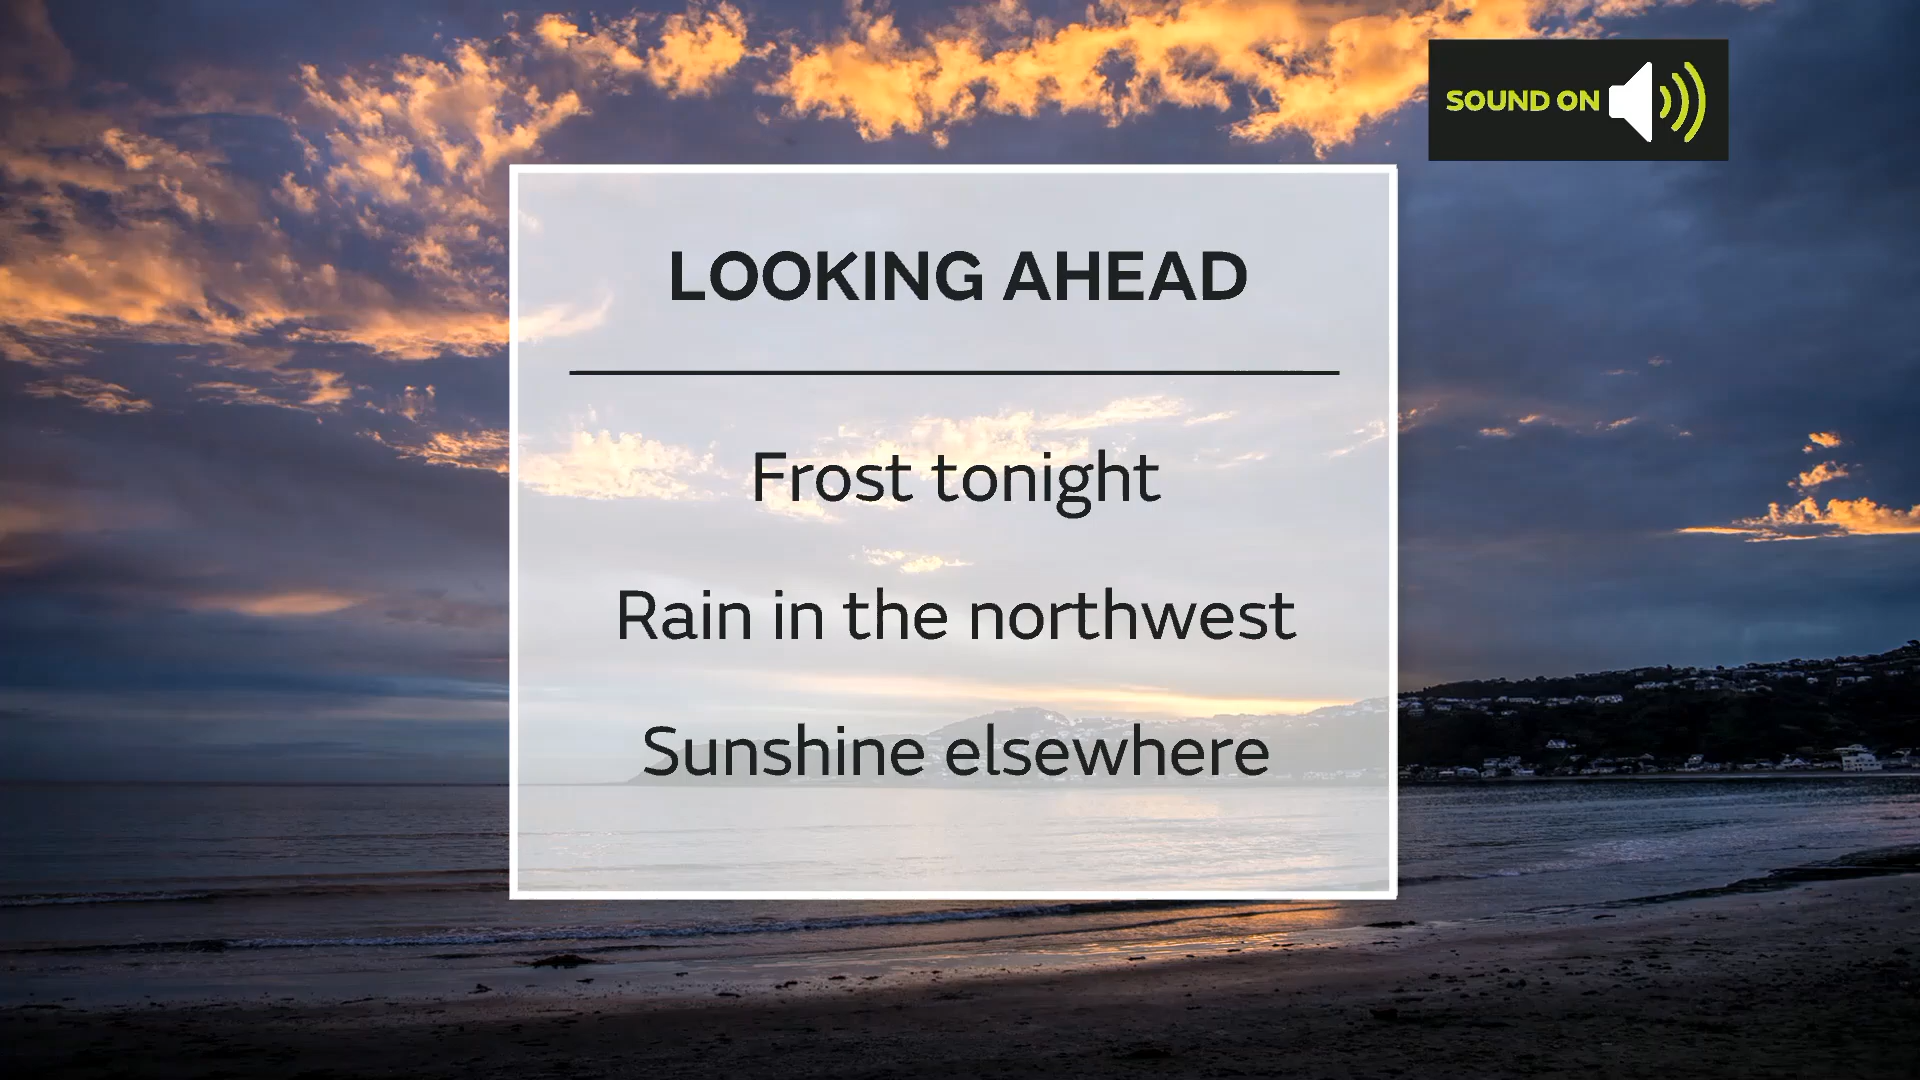 SOUND ON
LOOKING AHEAD
Frost tonight
Rain in the northwest
Sunshine elsewhere